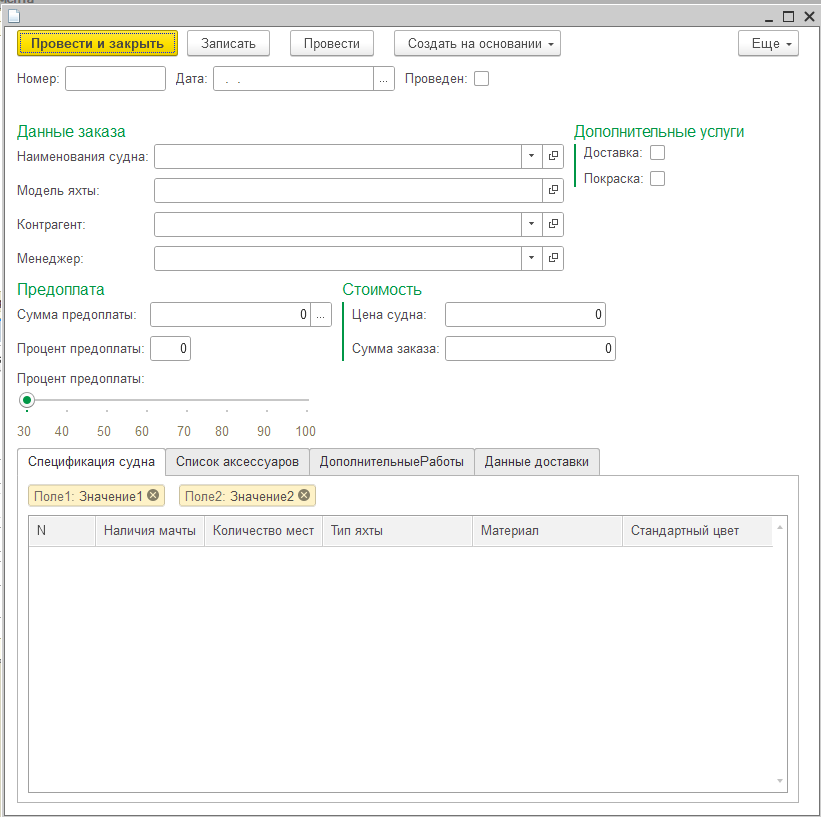 Провести и закрыть Записать Провести Создать на основании Еще
Номер: Дата: . . ... Проведен:
Данные заказа Дополнительные услуги
Наименования судна: Доставка:
Покраска:
Модель яхты:
Контрагент:
Менеджер:
Предоплата Стоимость
Сумма предоплаты: 0 ... Цена судна: 0
Процент предоплаты: 0 Сумма заказа: 0
Процент предоплаты:
30 40 50 60 70 80 90 100
Спецификация судна Список аксессуаров ДополнительныеРаботы Данные доставки
Поле1: Значение1 Поле2: Значение2
N Наличия мачты Количество мест Тип яхты Материал Стандартный цвет